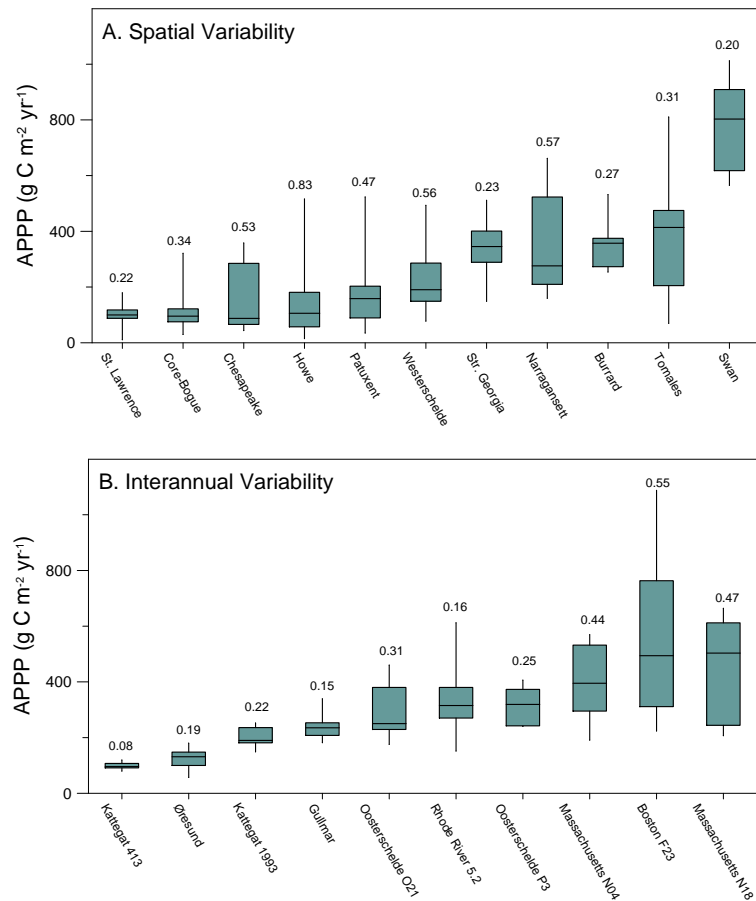 A. Spatial Variability
APPP (g C m⁻² yr⁻¹)
800
400
0
0.22
0.34
0.53
0.83
0.47
0.56
0.23
0.57
0.27
0.31
0.20
St. Lawrence
Core-Bogue
Chesapeake
Howe
Patuxent
Westerschelde
Str. Georgia
Narragansett
Burrard
Tomales
Swan
B. Interannual Variability
APPP (g C m⁻² yr⁻¹)
800
400
0
0.08
0.19
0.22
0.15
0.31
0.16
0.25
0.44
0.55
0.47
Kattegat 413
Øresund
Kattegat 1993
Gullmar
Oosterschelde O21
Rhode River 5.2
Oosterschelde P3
Massachusetts N04
Boston F23
Massachusetts N18